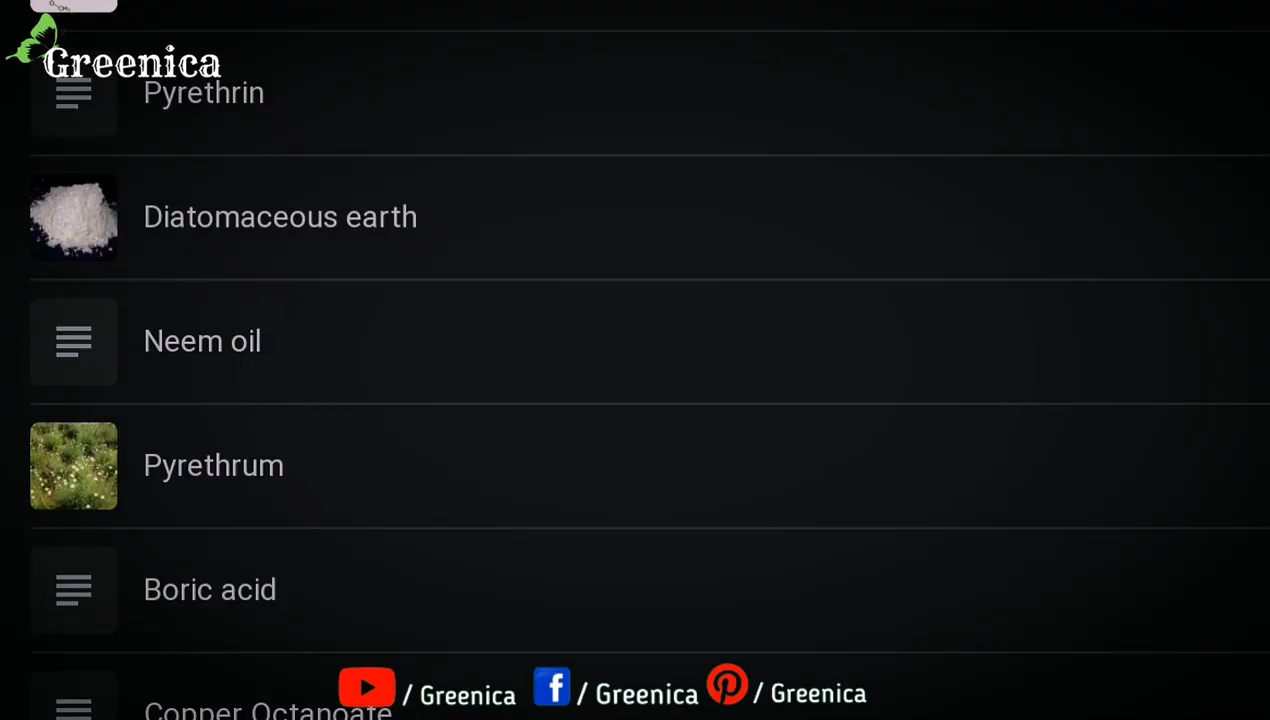 Greenica
Pyrethrin
Diatomaceous earth
Neem oil
Pyrethrum
Boric acid
Copper Octanoate
/ Greenica / Greenica / Greenica